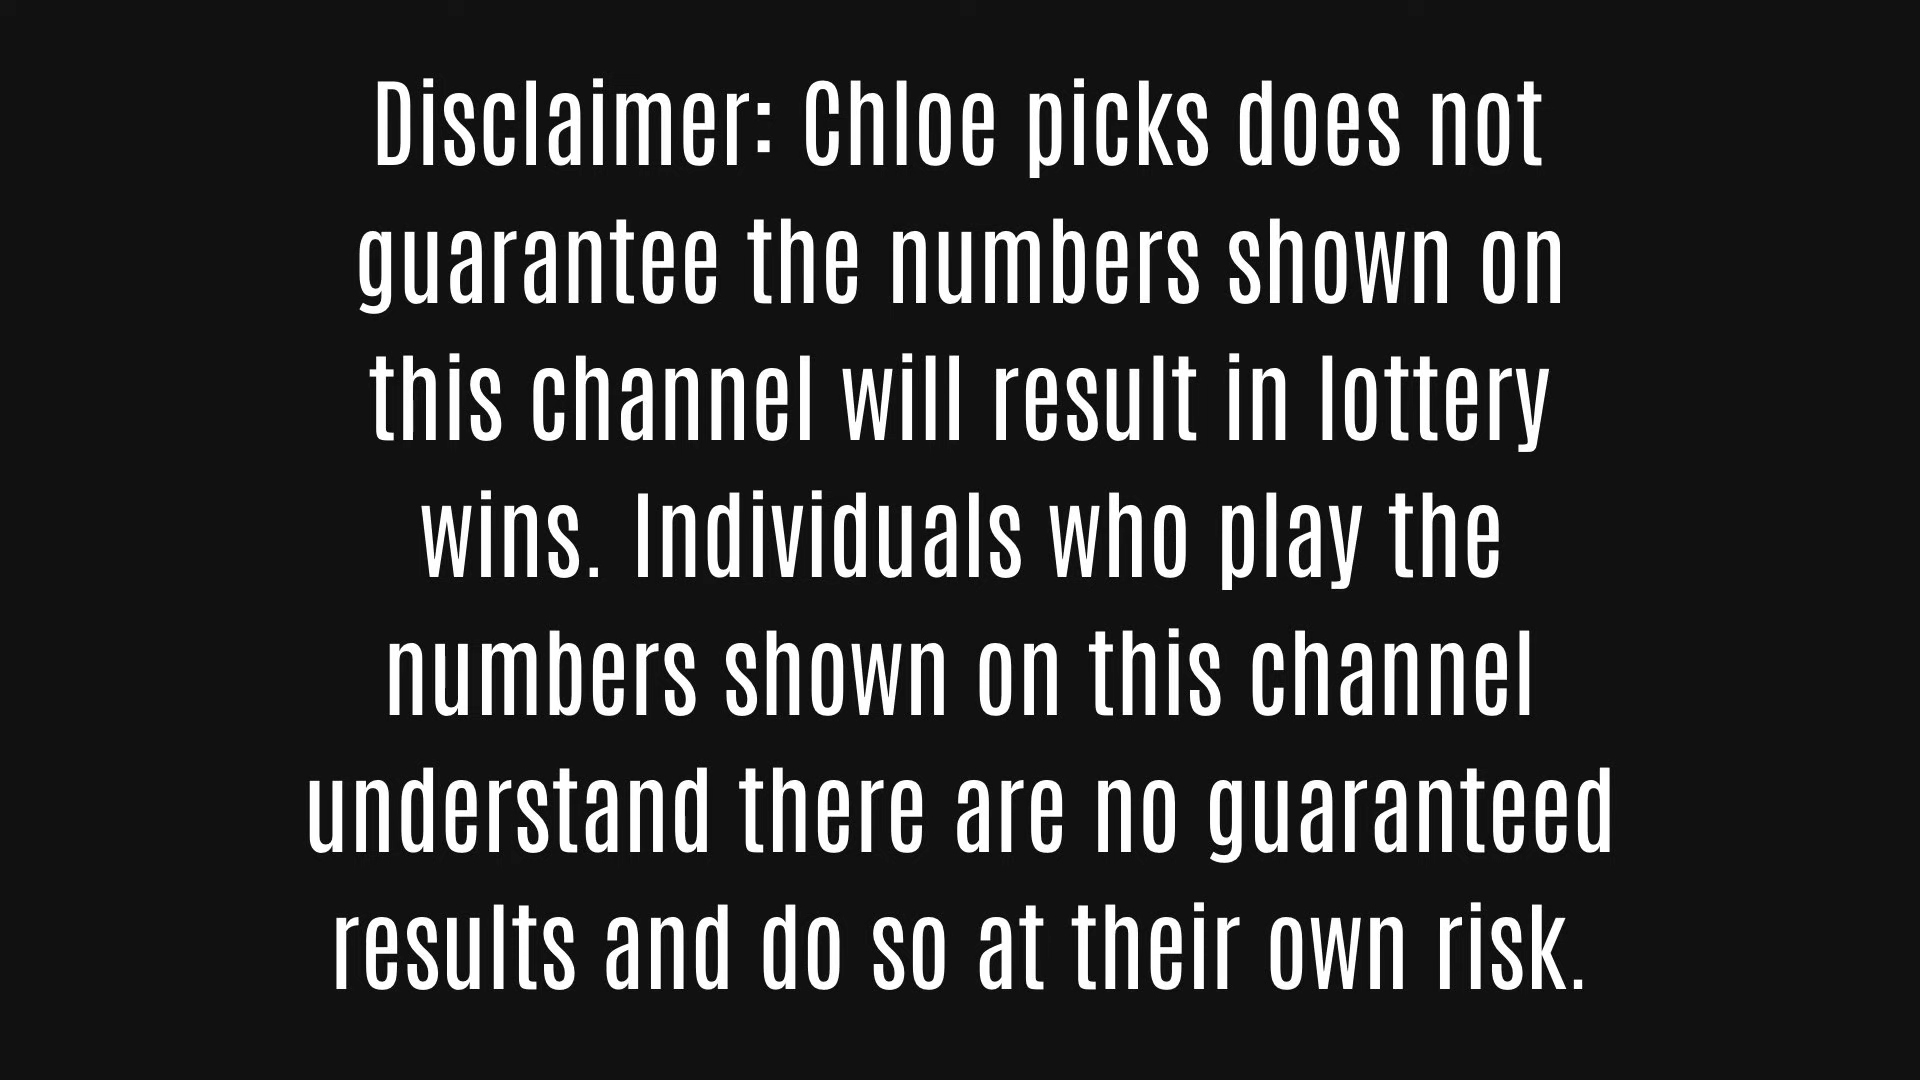 Disclaimer: Chloe picks does not
guarantee the numbers shown on
this channel will result in lottery
wins. Individuals who play the
numbers shown on this channel
understand there are no guaranteed
results and do so at their own risk.